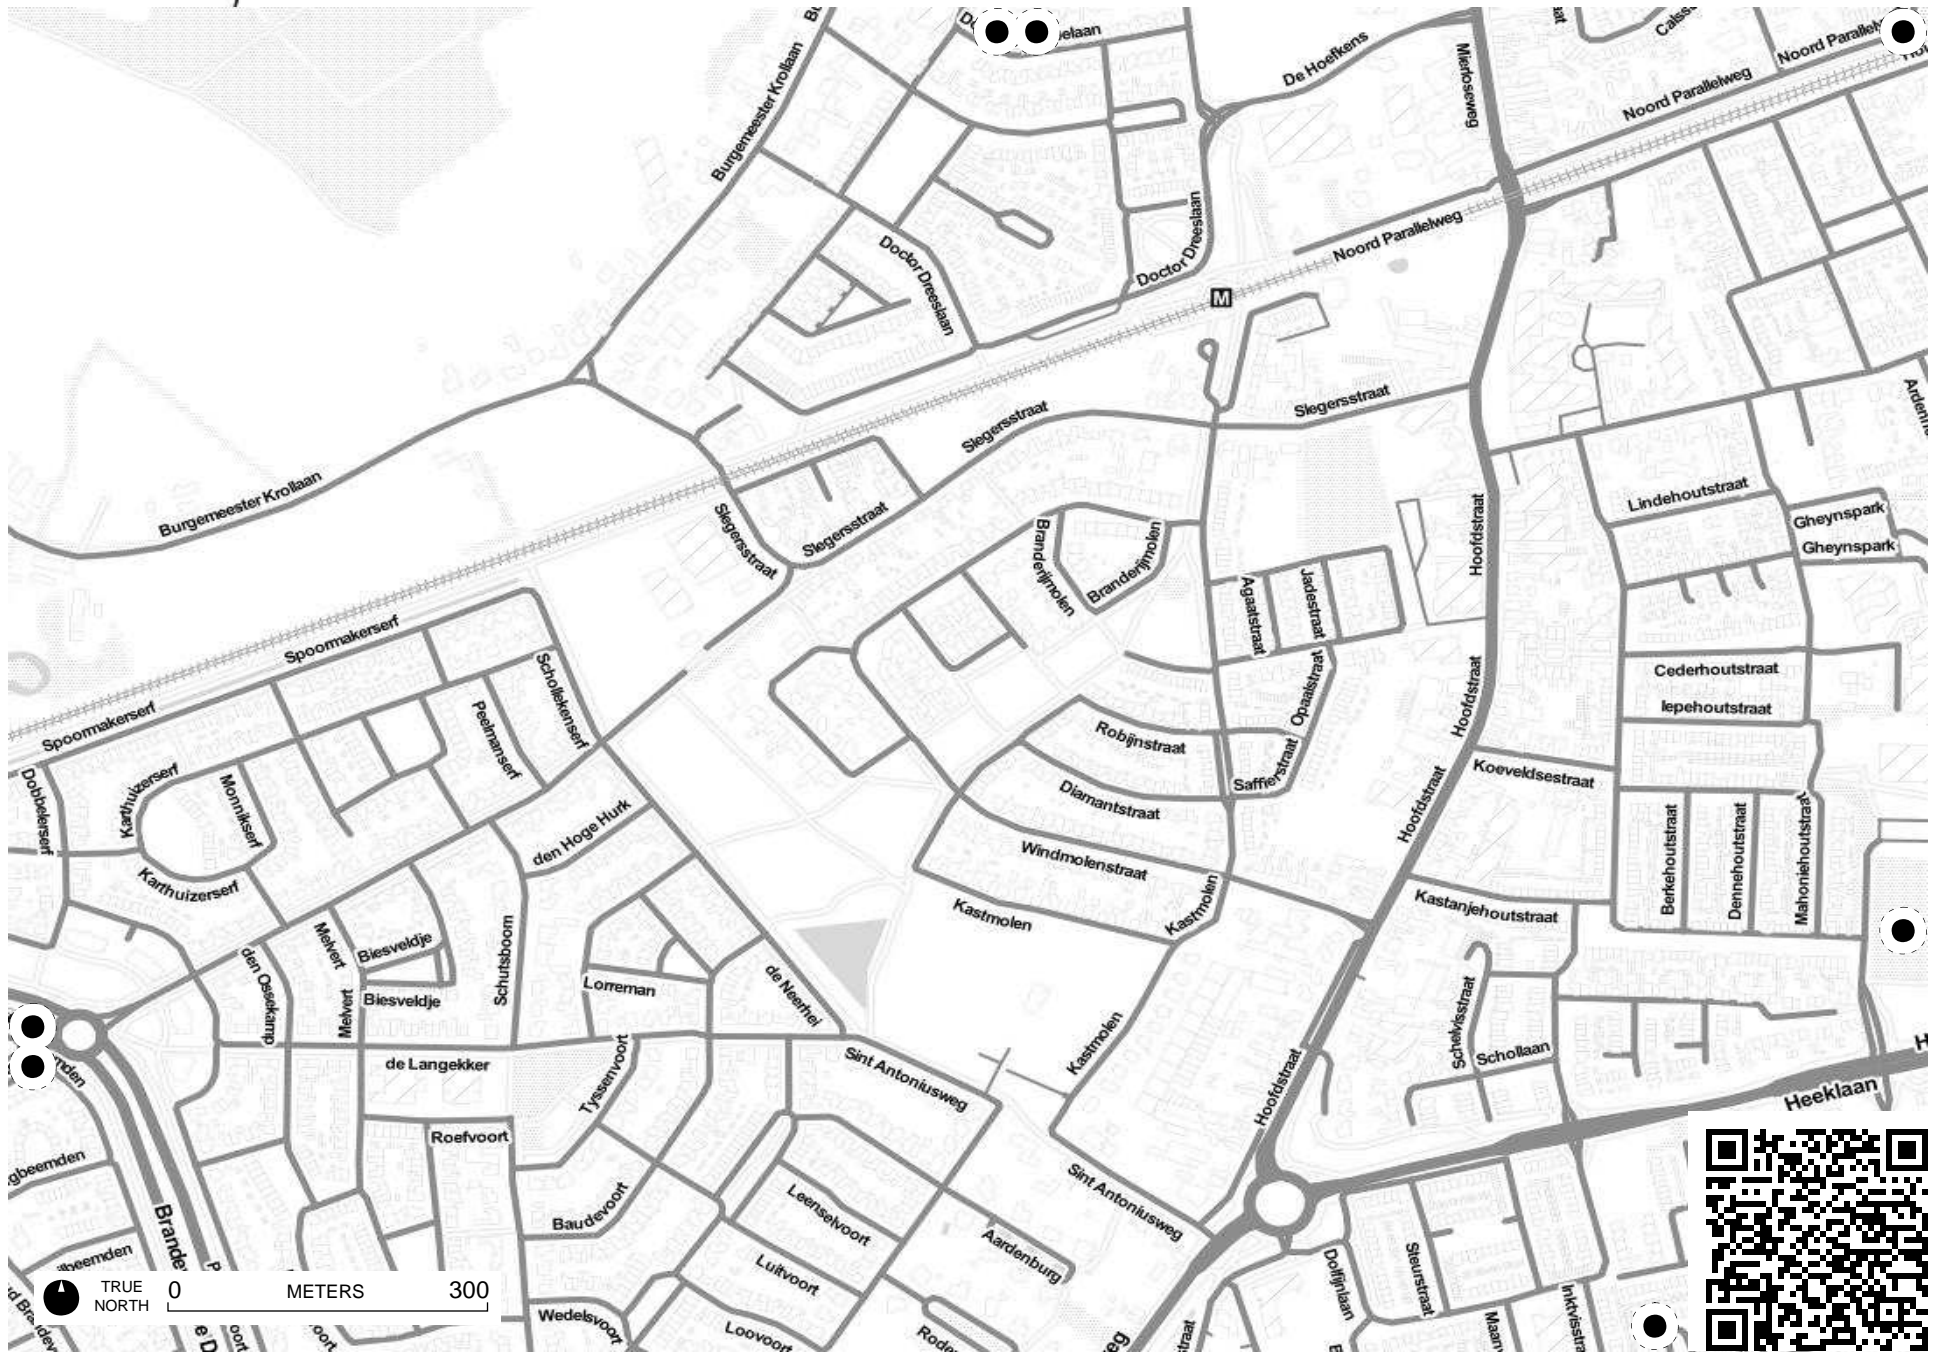 Burgemeester Krollaan
De Hoefkens
Mierloseweg
Noord Parallelweg
Noord Parallelweg
Doctor Dreeslaan
Doctor Dreeslaan
Noord Parallelweg
M
Slegersstraat
Slegersstraat
Burgemeester Krollaan
Slegersstraat
Slegersstraat
Lindehoutstraat
Gheynspark
Gheynspark
Hoofdstraat
Branderijmolen
Branderijmolen
Agaatstraat
Jadestraat
Spoormakerserf
Spoormakerserf
Schollekenserf
Peelmanserf
Opaalstraat
Hoofdstraat
Cederhoutstraat
Iepehoutstraat
Robijnstraat
Saffierstraat
Koeveldsestraat
Dobbelerserf
Karthuizerserf
Monnikserf
Karthuizerserf
den Hoge Hurk
Diamantstraat
Hoofdstraat
Windmolenstraat
Berkehoutstraat
Dennehoutstraat
Mahoniehoutstraat
Kastmolen
Kastmolen
Kastanjehoutstraat
Melvert
Biesveldje
den Ossekamp
Melvert
Biesveldje
Schutsboom
Lorreman
de Neerhei
Schelvisstraat
Schollaan
Kastmolen
de Langekker
Tyssenvoort
Sint Antoniusweg
Hoofdstraat
Heeklaan
Roefvoort
Sint Antoniusweg
Baudevoort
Leenselvoort
Luitvoort
Aardenburg
Dolfijnlaan
Steurstraat
Wedelsvoort
Loovoort
TRUE
NORTH
0 METERS 300